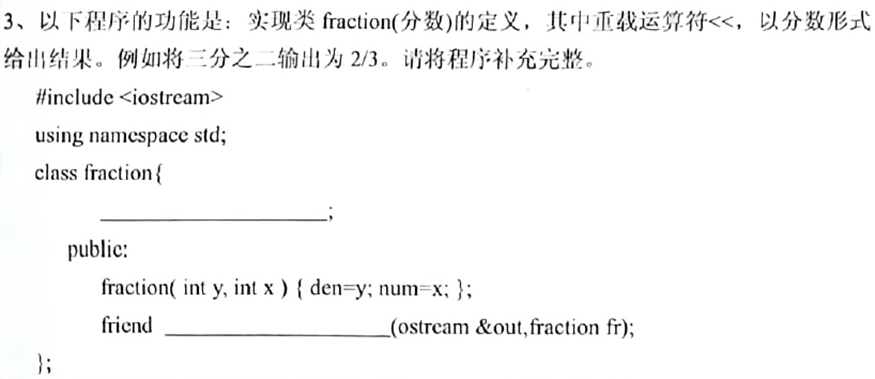 3、以下程序的功能是：实现类 fraction(分数)的定义，其中重载运算符<<，以分数形式
给出结果。例如将三分之二输出为 2/3。请将程序补充完整。
#include <iostream>
using namespace std;
class fraction{
____________________;
public:
fraction( int y, int x ) { den=y; num=x; };
friend ____________________(ostream &out,fraction fr);
};